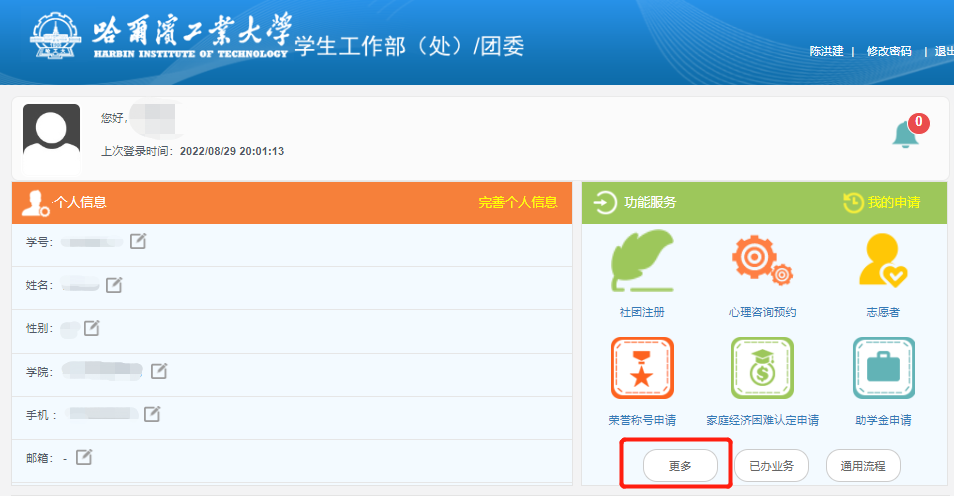 哈爾濱工業大學
HARBIN INSTITUTE OF TECHNOLOGY
学生工作部（处）/团委
陈洪建 | 修改密码 | 退出
您好,
上次登录时间：2022/08/29 20:01:13
0
个人信息 完善个人信息
学号：
姓名：
性别：
学院：
手机：
邮箱： -
功能服务 我的申请
社团注册 心理咨询预约 志愿者
荣誉称号申请 家庭经济困难认定申请 助学金申请
更多 已办业务 通用流程